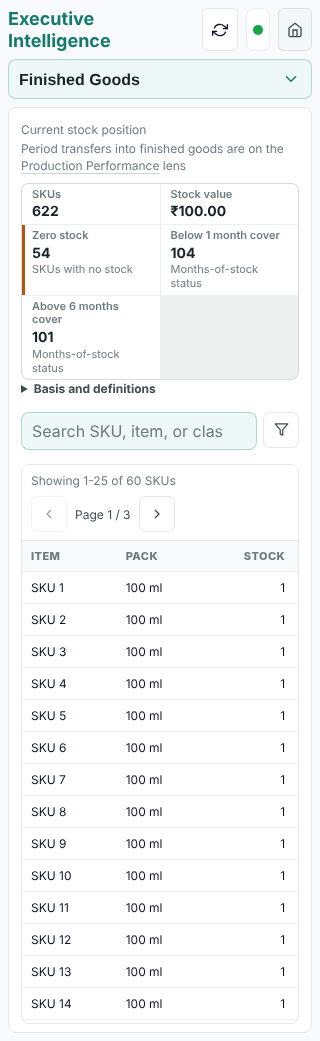 Executive
Intelligence
Finished Goods
Current stock position
Period transfers into finished goods are on the
Production Performance lens
SKUs
622
Stock value
₹100.00
Zero stock
54
SKUs with no stock
Below 1 month cover
104
Months-of-stock
status
Above 6 months
cover
101
Months-of-stock
status
Basis and definitions
Search SKU, item, or clas
Showing 1-25 of 60 SKUs
Page 1 / 3
ITEM PACK STOCK
SKU 1 100 ml 1
SKU 2 100 ml 1
SKU 3 100 ml 1
SKU 4 100 ml 1
SKU 5 100 ml 1
SKU 6 100 ml 1
SKU 7 100 ml 1
SKU 8 100 ml 1
SKU 9 100 ml 1
SKU 10 100 ml 1
SKU 11 100 ml 1
SKU 12 100 ml 1
SKU 13 100 ml 1
SKU 14 100 ml 1